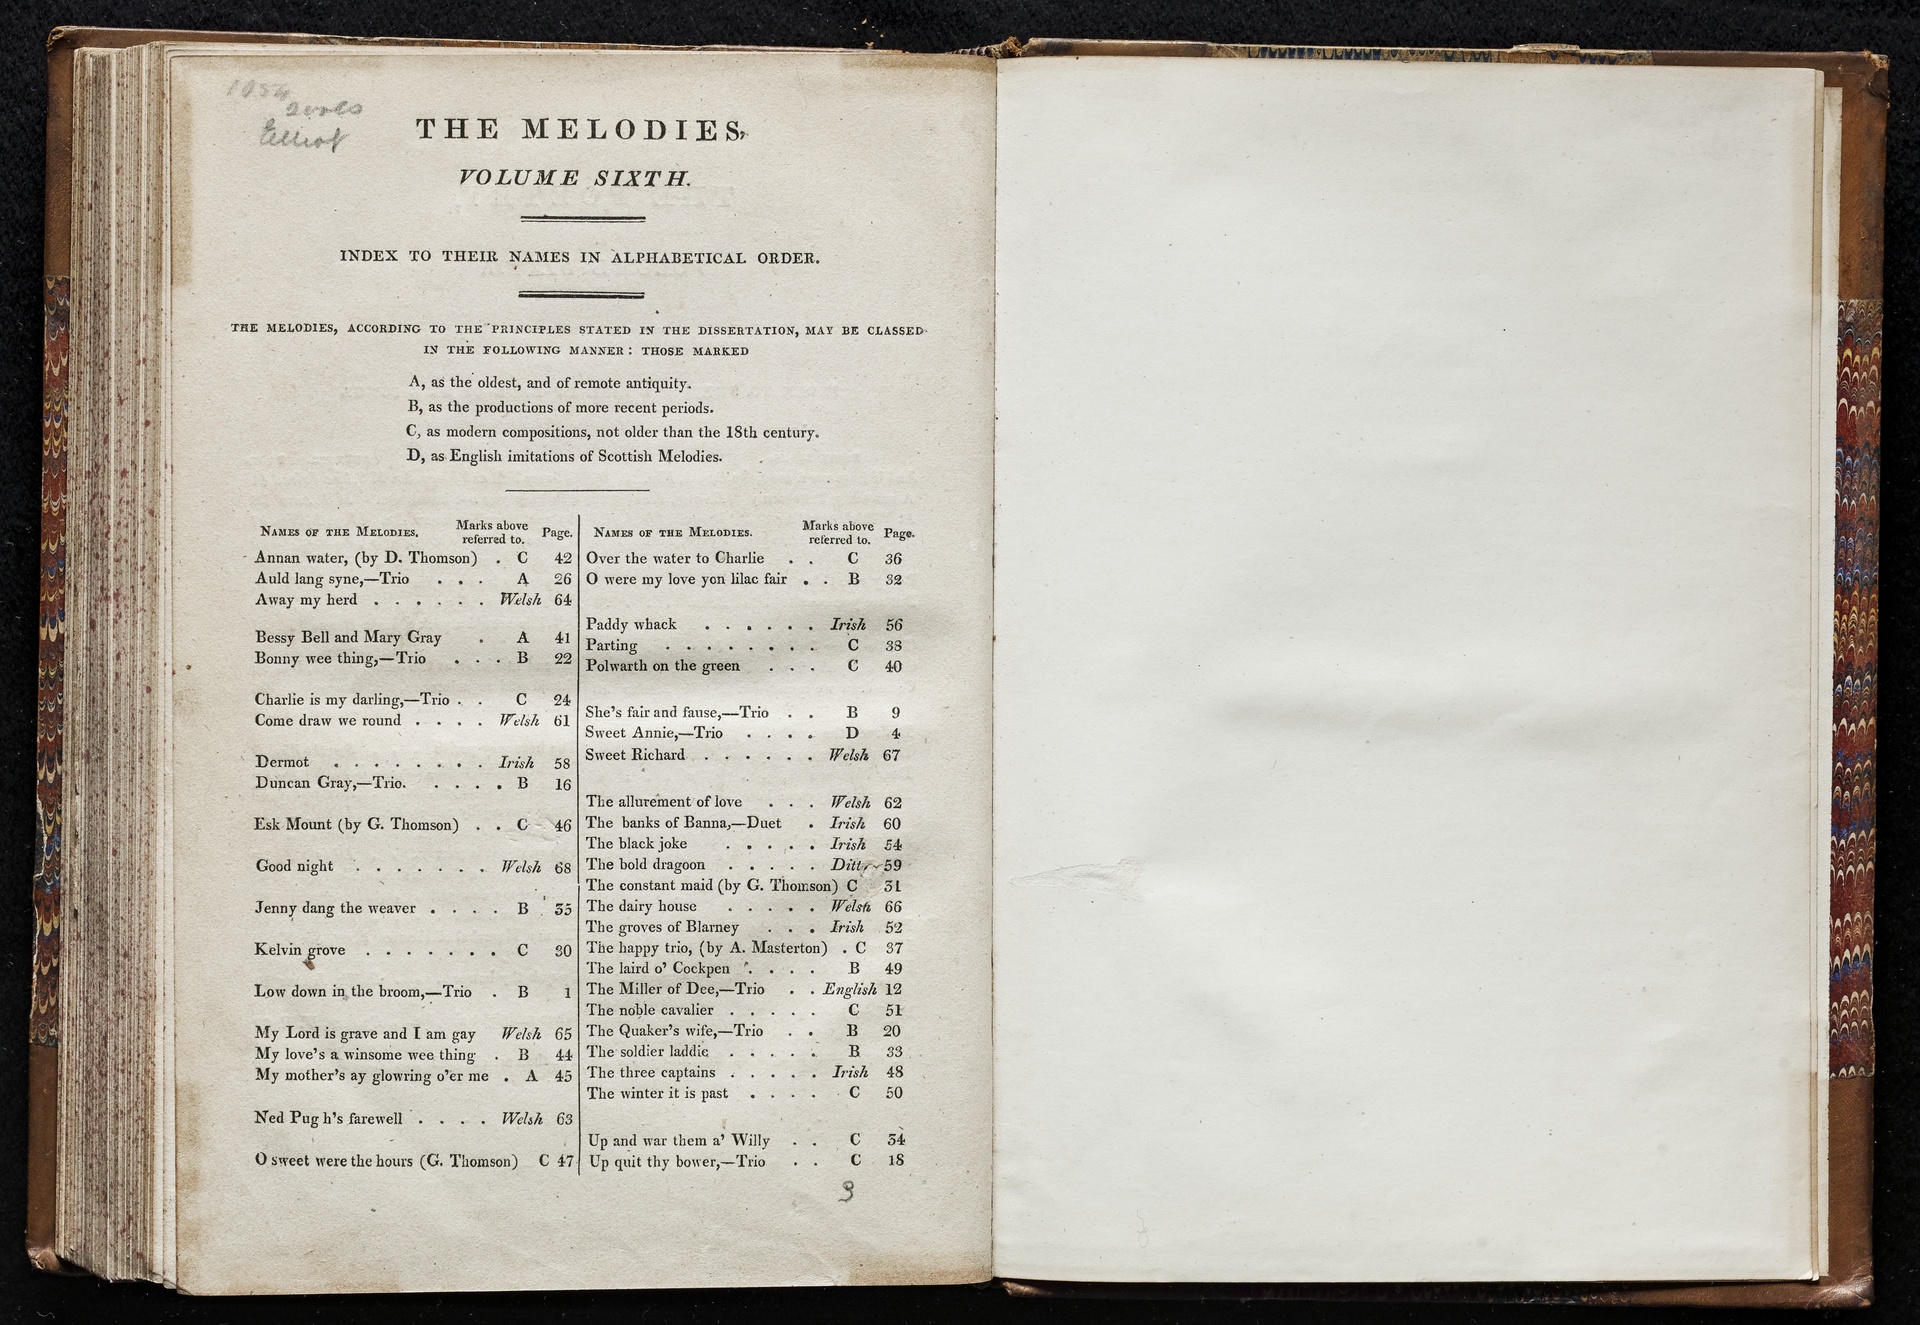 1054
2 vols
Elliot
THE MELODIES,
VOLUME SIXTH.
INDEX TO THEIR NAMES IN ALPHABETICAL ORDER.
THE MELODIES, ACCORDING TO THE PRINCIPLES STATED IN THE DISSERTATION, MAY BE CLASSED
IN THE FOLLOWING MANNER: THOSE MARKED
A, as the oldest, and of remote antiquity.
B, as the productions of more recent periods.
C, as modern compositions, not older than the 18th century.
D, as English imitations of Scottish Melodies.
NAMES OF THE MELODIES. Marks above referred to. Page.
Annan water, (by D. Thomson) . C 42
Auld lang syne,—Trio . . . A 26
Away my herd . . . . . . Welsh 64
Bessy Bell and Mary Gray . A 41
Bonny wee thing,—Trio . . . B 22
Charlie is my darling,—Trio . . C 24
Come draw we round . . . . Welsh 61
Dermot . . . . . . . . Irish 58
Duncan Gray,—Trio. . . . . B 16
Esk Mount (by G. Thomson) . . C 46
Good night . . . . . . . Welsh 68
Jenny dang the weaver . . . . B 35
Kelvin grove . . . . . . . C 30
Low down in the broom,—Trio . B 1
My Lord is grave and I am gay Welsh 65
My love's a winsome wee thing . B 44
My mother's ay glowring o'er me . A 45
Ned Pug h's farewell . . . . Welsh 63
O sweet were the hours (G. Thomson) C 47
NAMES OF THE MELODIES. Marks above referred to. Page.
Over the water to Charlie . . C 36
O were my love yon lilac fair . . B 32
Paddy whack . . . . . . Irish 56
Parting . . . . . . . . C 38
Polwarth on the green . . . C 40
She's fair and fause,—Trio . . B 9
Sweet Annie,—Trio . . . . D 4
Sweet Richard . . . . . . Welsh 67
The allurement of love . . . Welsh 62
The banks of Banna,—Duet . Irish 60
The black joke . . . . . Irish 54
The bold dragoon . . . . . Ditto 59
The constant maid (by G. Thomson) C 31
The dairy house . . . . . Welsh 66
The groves of Blarney . . . Irish 52
The happy trio, (by A. Masterton) . C 37
The laird o' Cockpen . . . . B 49
The Miller of Dee,—Trio . . English 12
The noble cavalier . . . . . C 51
The Quaker's wife,—Trio . . B 20
The soldier laddie . . . . . B 33
The three captains . . . . . Irish 48
The winter it is past . . . . C 50
Up and war them a' Willy . . C 34
Up quit thy bower,—Trio . . C 18
3